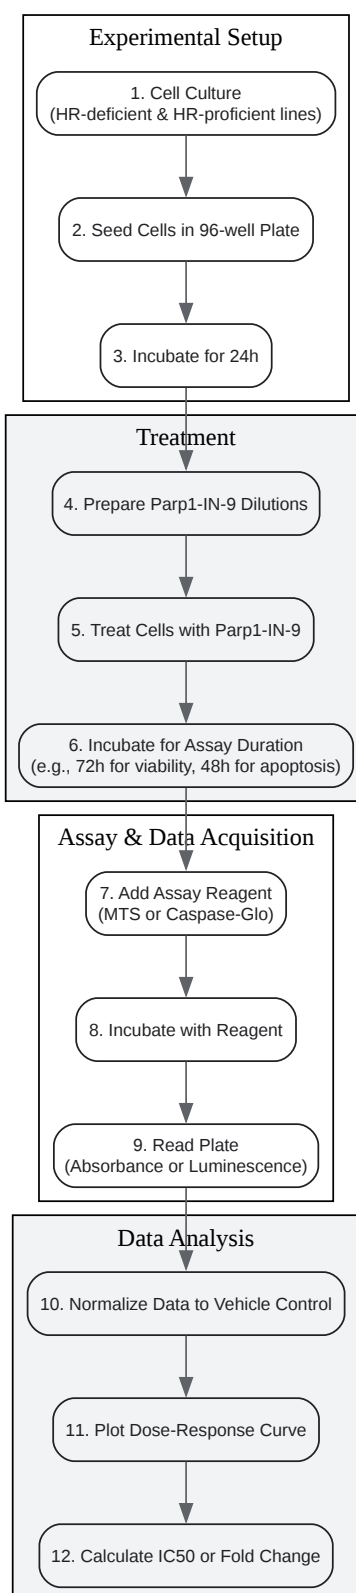 Experimental Setup
1. Cell Culture
(HR-deficient & HR-proficient lines)
2. Seed Cells in 96-well Plate
3. Incubate for 24h
Treatment
4. Prepare Parp1-IN-9 Dilutions
5. Treat Cells with Parp1-IN-9
6. Incubate for Assay Duration
(e.g., 72h for viability, 48h for apoptosis)
Assay & Data Acquisition
7. Add Assay Reagent
(MTS or Caspase-Glo)
8. Incubate with Reagent
9. Read Plate
(Absorbance or Luminescence)
Data Analysis
10. Normalize Data to Vehicle Control
11. Plot Dose-Response Curve
12. Calculate IC50 or Fold Change